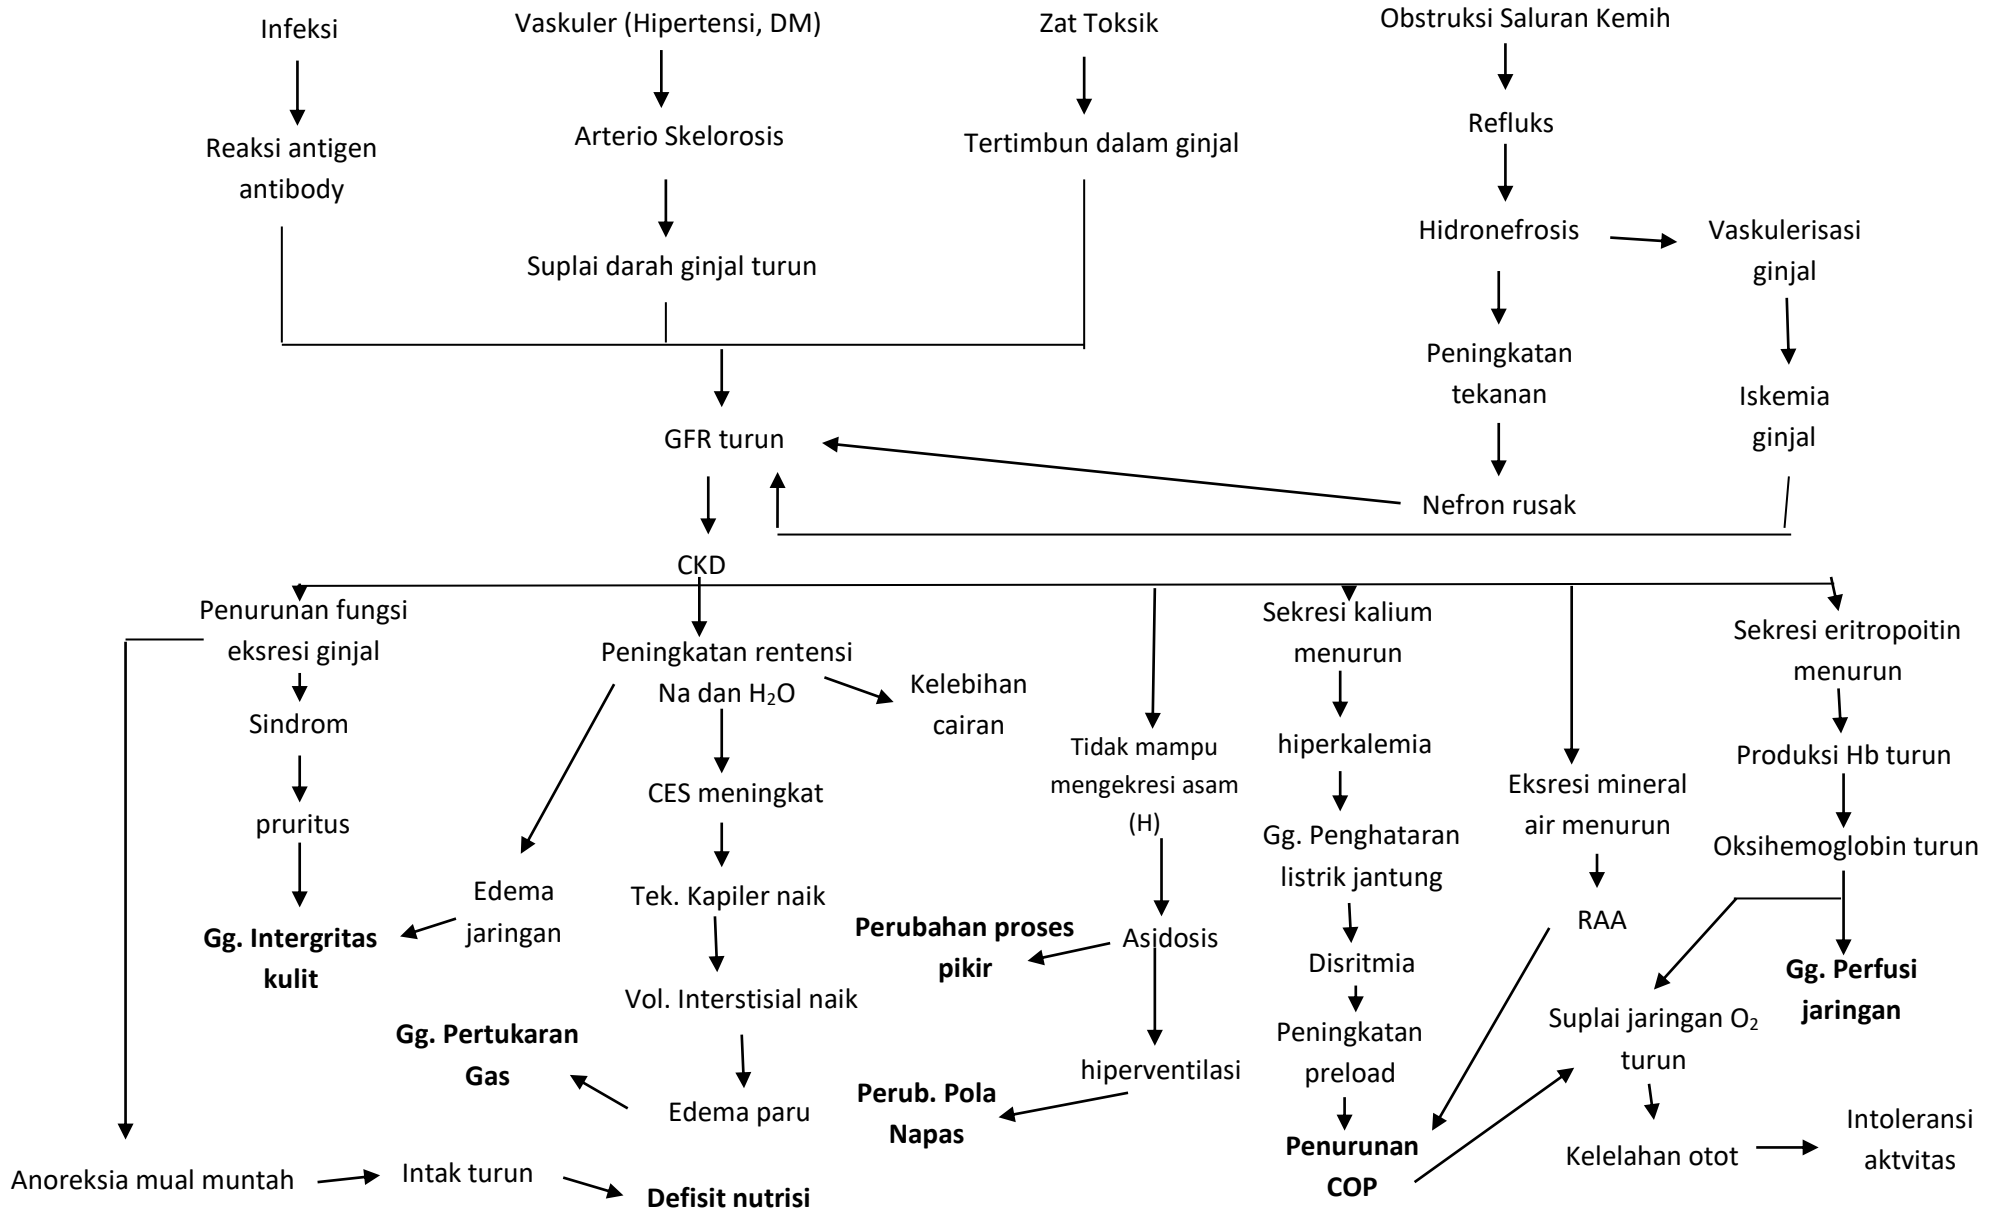 Infeksi
Vaskuler (Hipertensi, DM)
Zat Toksik
Obstruksi Saluran Kemih
Reaksi antigen
antibody
Arterio Skelorosis
Tertimbun dalam ginjal
Refluks
Suplai darah ginjal turun
Hidronefrosis
Vaskulerisasi
ginjal
Peningkatan
tekanan
Iskemia
ginjal
GFR turun
Nefron rusak
CKD
Penurunan fungsi
eksresi ginjal
Peningkatan rentensi
Na dan H₂O
Kelebihan
cairan
Sekresi kalium
menurun
Sekresi eritropoitin
menurun
Sindrom
CES meningkat
Tidak mampu
mengekresi asam
(H)
hiperkalemia
Eksresi mineral
air menurun
Produksi Hb turun
pruritus
Gg. Penghataran
listrik jantung
Oksihemoglobin turun
Edema
jaringan
Tek. Kapiler naik
Gg. Intergritas
kulit
Perubahan proses
pikir
Asidosis
Disritmia
RAA
Gg. Perfusi
jaringan
Vol. Interstisial naik
Gg. Pertukaran
Gas
Peningkatan
preload
Suplai jaringan O₂
turun
Edema paru
Perub. Pola
Napas
hiperventilasi
Penurunan
COP
Kelelahan otot
Intoleransi
aktvitas
Anoreksia mual muntah
Intak turun
Defisit nutrisi